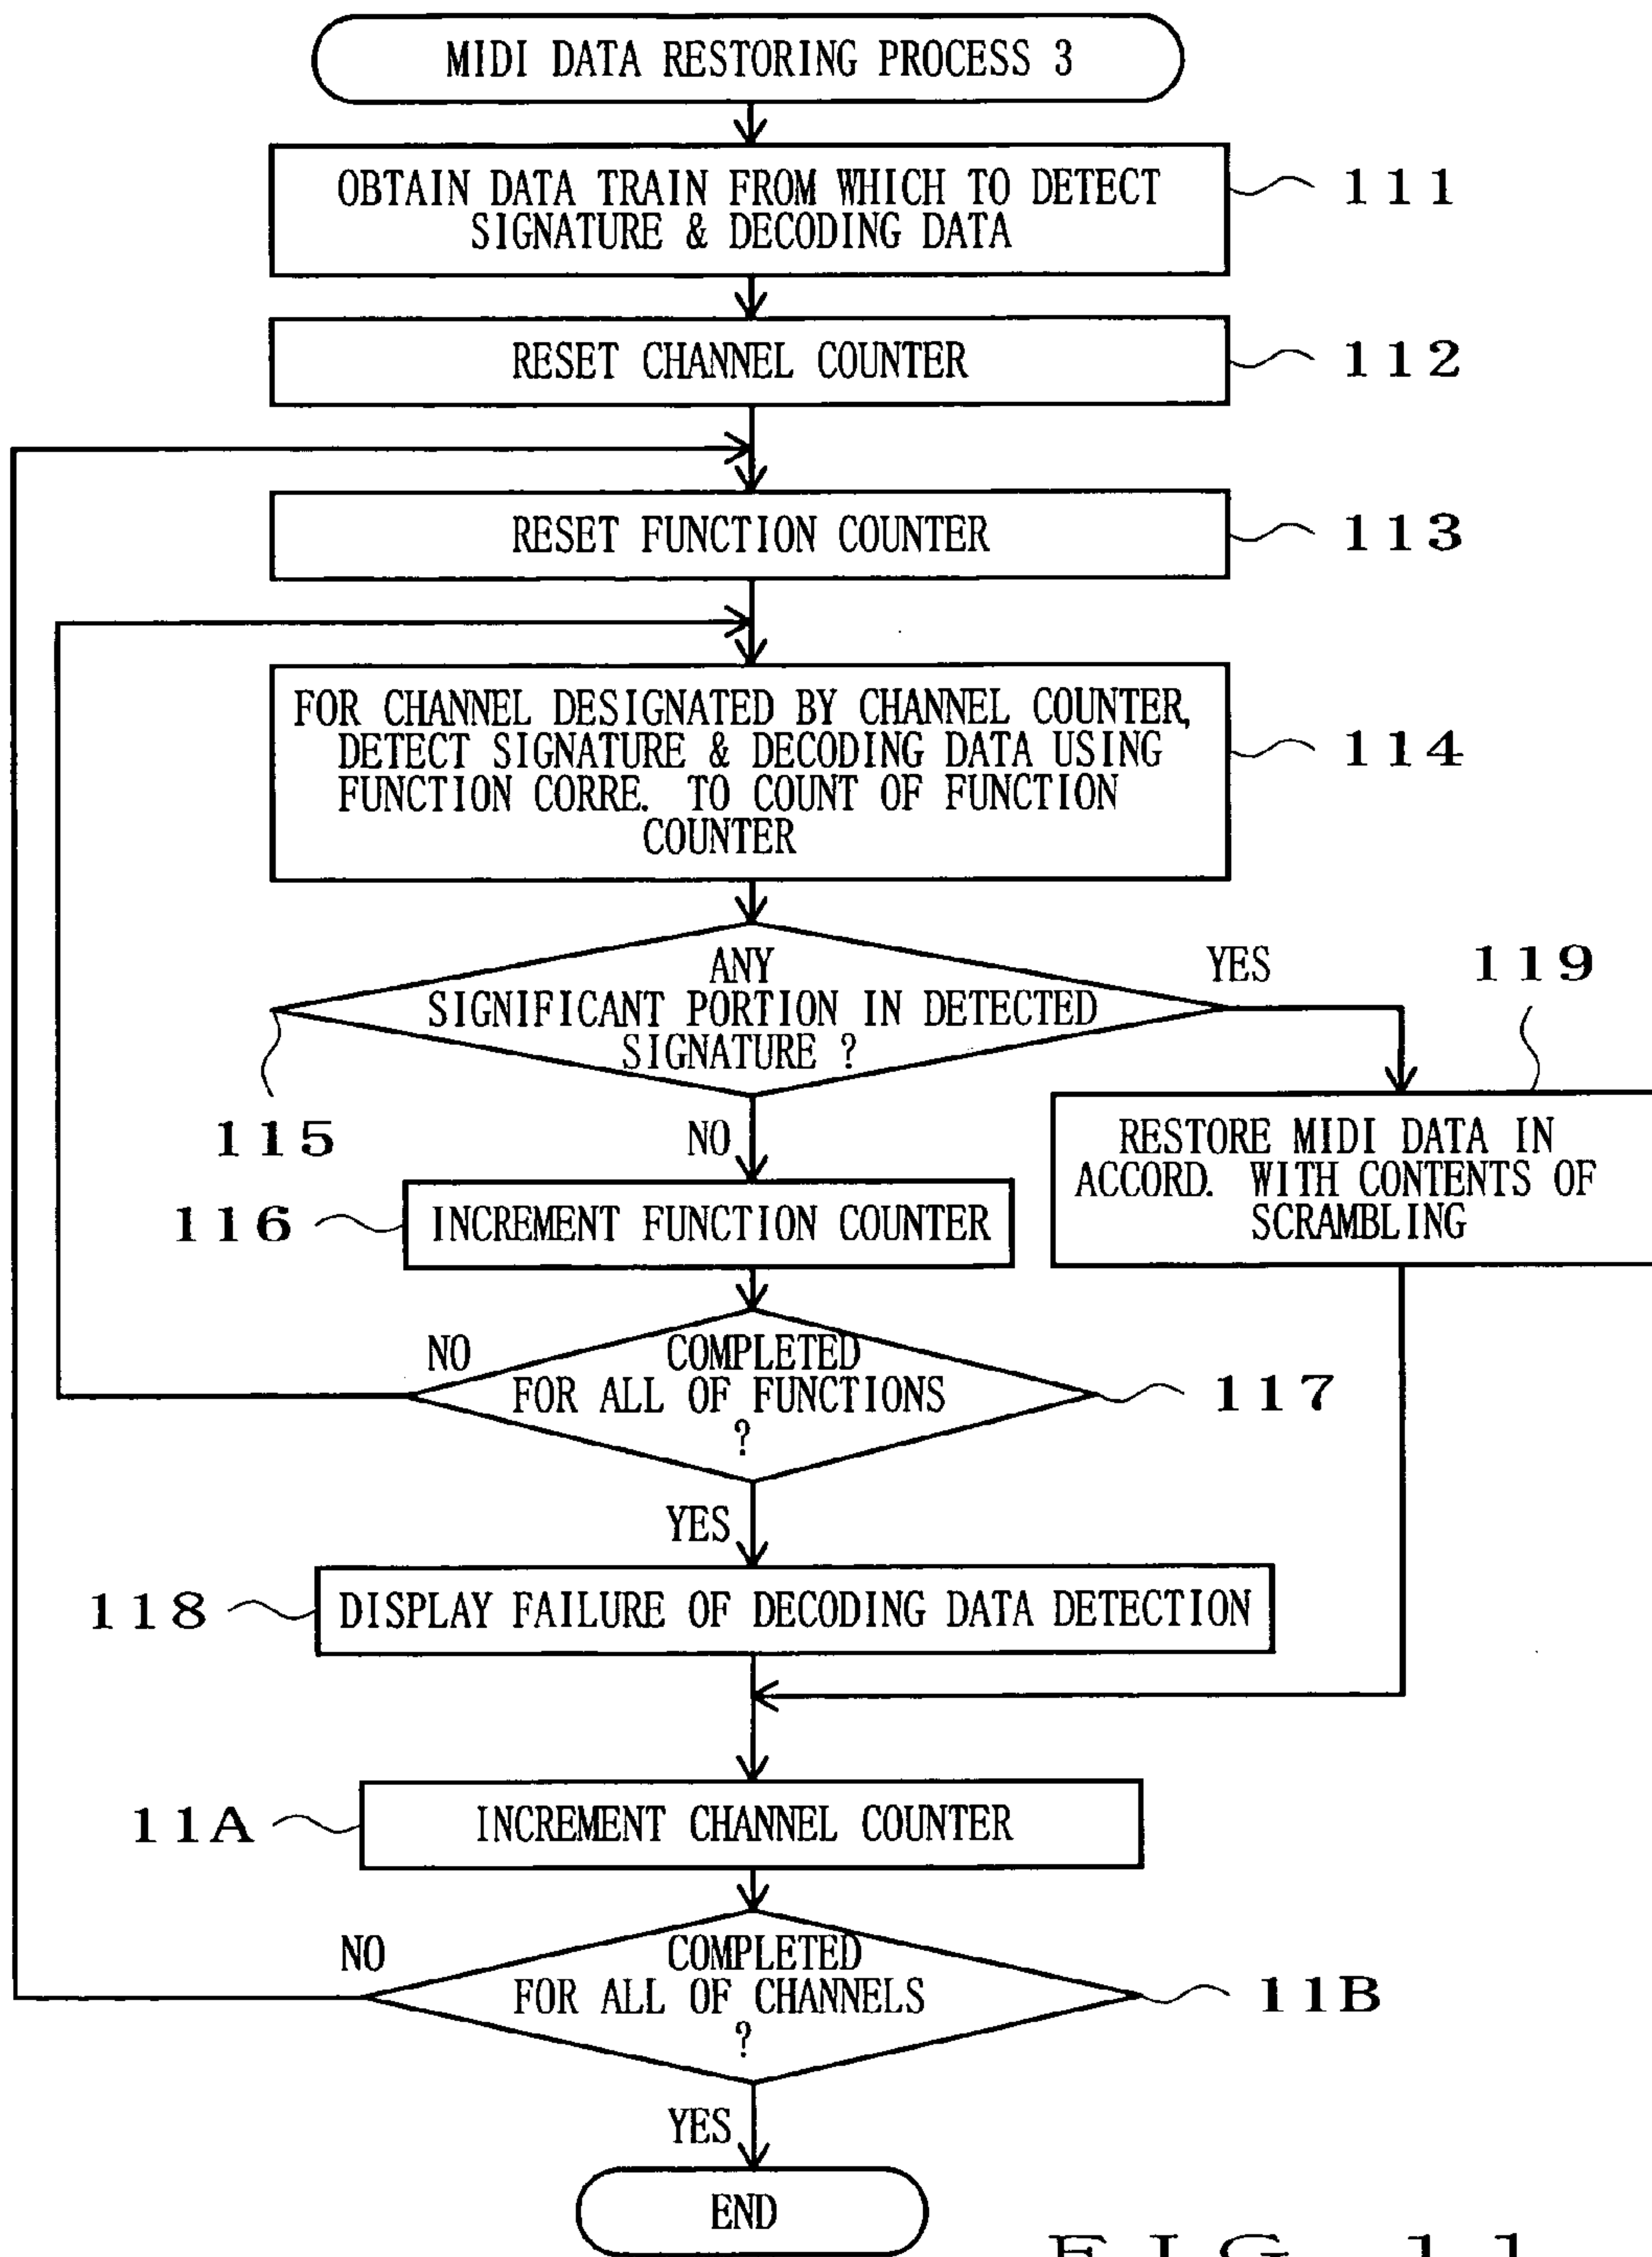 MIDI DATA RESTORING PROCESS 3
OBTAIN DATA TRAIN FROM WHICH TO DETECT
SIGNATURE & DECODING DATA
111
RESET CHANNEL COUNTER
112
RESET FUNCTION COUNTER
113
FOR CHANNEL DESIGNATED BY CHANNEL COUNTER,
DETECT SIGNATURE & DECODING DATA USING
FUNCTION CORRE. TO COUNT OF FUNCTION
COUNTER
114
ANY
SIGNIFICANT PORTION IN DETECTED
SIGNATURE ?
YES
119
115
NO
RESTORE MIDI DATA IN
ACCORD. WITH CONTENTS OF
SCRAMBLING
116
INCREMENT FUNCTION COUNTER
NO
COMPLETED
FOR ALL OF FUNCTIONS
?
117
YES
118
DISPLAY FAILURE OF DECODING DATA DETECTION
11A
INCREMENT CHANNEL COUNTER
NO
COMPLETED
FOR ALL OF CHANNELS
?
11B
YES
END
FIG. 11